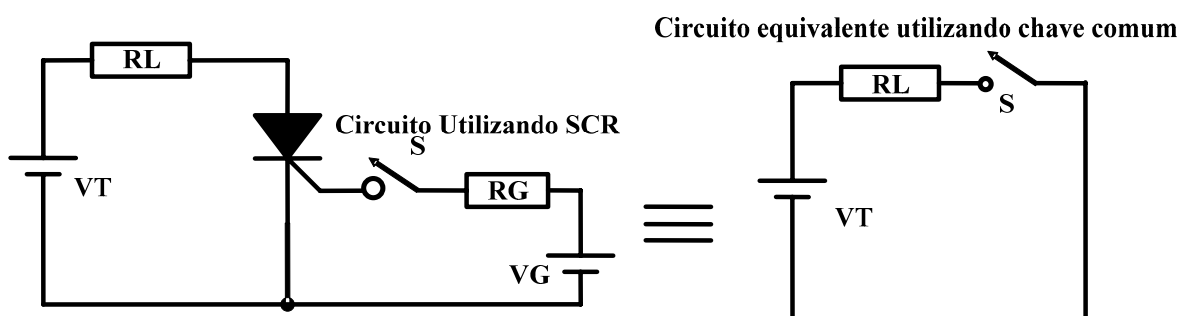 Circuito equivalente utilizando chave comum
RL
Circuito Utilizando SCR
S
VT
RG
VG
RL
S
VT